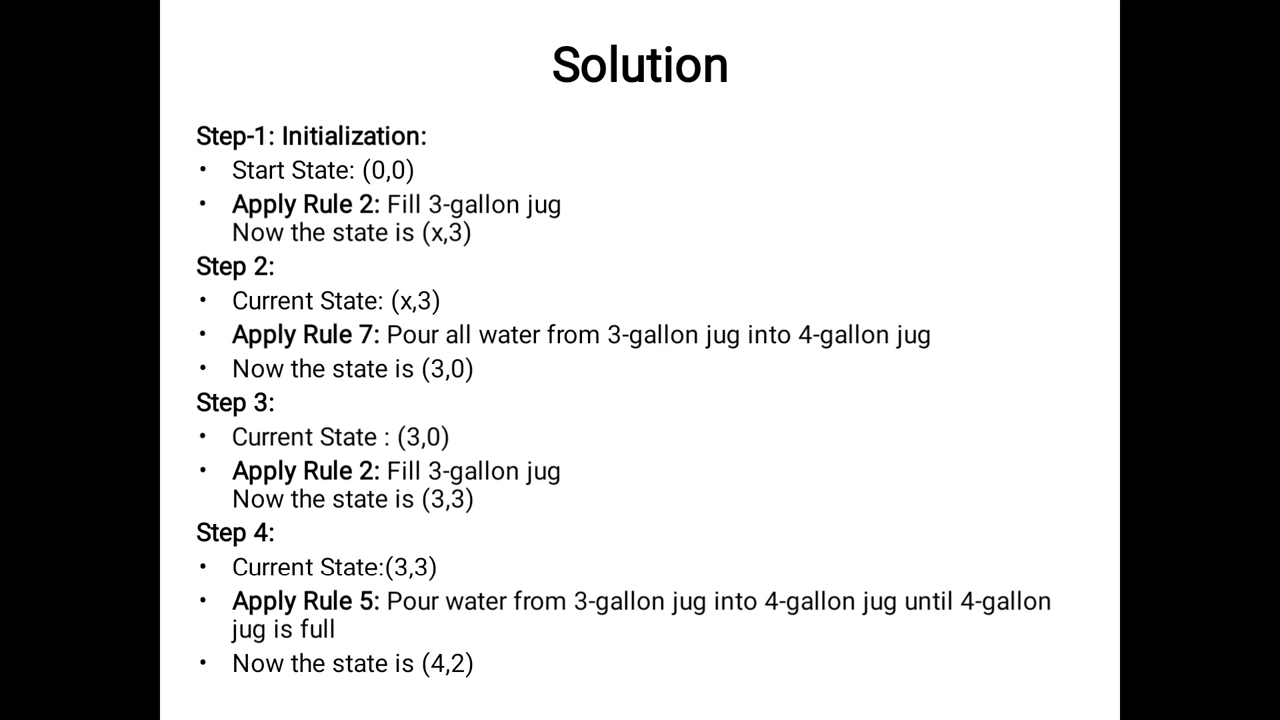 Solution
Step-1: Initialization:
• Start State: (0,0)
• Apply Rule 2: Fill 3-gallon jug
Now the state is (x,3)
Step 2:
• Current State: (x,3)
• Apply Rule 7: Pour all water from 3-gallon jug into 4-gallon jug
• Now the state is (3,0)
Step 3:
• Current State : (3,0)
• Apply Rule 2: Fill 3-gallon jug
Now the state is (3,3)
Step 4:
• Current State:(3,3)
• Apply Rule 5: Pour water from 3-gallon jug into 4-gallon jug until 4-gallon
jug is full
• Now the state is (4,2)